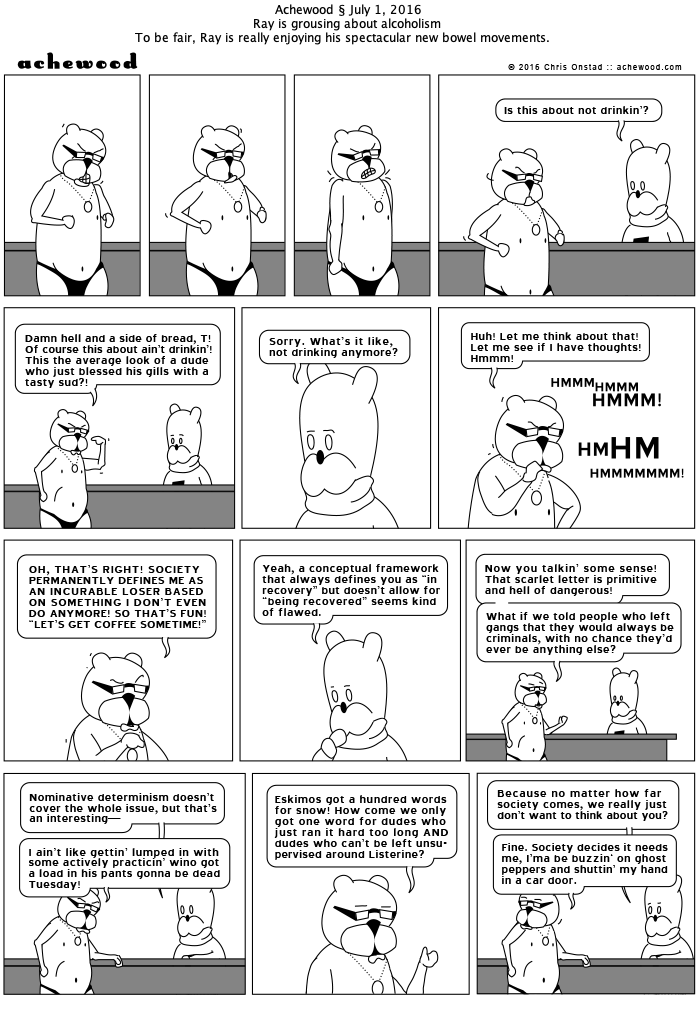 Achewood § July 1, 2016
Ray is grousing about alcoholism
To be fair, Ray is really enjoying his spectacular new bowel movements.
achewood
© 2016 Chris Onstad :: achewood.com
Is this about not drinkin'?
Damn hell and a side of bread, T!
Of course this about ain't drinkin'!
This the average look of a dude
who just blessed his gills with a
tasty sud?!
Sorry. What's it like,
not drinking anymore?
Huh! Let me think about that!
Let me see if I have thoughts!
Hmmm!
HMMM
HMMM
HMMM!
HM
HM
HMMMMMMM!
OH, THAT'S RIGHT! SOCIETY
PERMANENTLY DEFINES ME AS
AN INCURABLE LOSER BASED
ON SOMETHING I DON'T EVEN
DO ANYMORE! SO THAT'S FUN!
"LET'S GET COFFEE SOMETIME!"
Yeah, a conceptual framework
that always defines you as "in
recovery" but doesn't allow for
"being recovered" seems kind
of flawed.
Now you talkin' some sense!
That scarlet letter is primitive
and hell of dangerous!
What if we told people who left
gangs that they would always be
criminals, with no chance they'd
ever be anything else?
Nominative determinism doesn't
cover the whole issue, but that's
an interesting—
I ain't like gettin' lumped in with
some actively practicin' wino got
a load in his pants gonna be dead
Tuesday!
Eskimos got a hundred words
for snow! How come we only
got one word for dudes who
just ran it hard too long AND
dudes who can't be left unsu-
pervised around Listerine?
Because no matter how far
society comes, we really just
don't want to think about you?
Fine. Society decides it needs
me, I'ma be buzzin' on ghost
peppers and shuttin' my hand
in a car door.